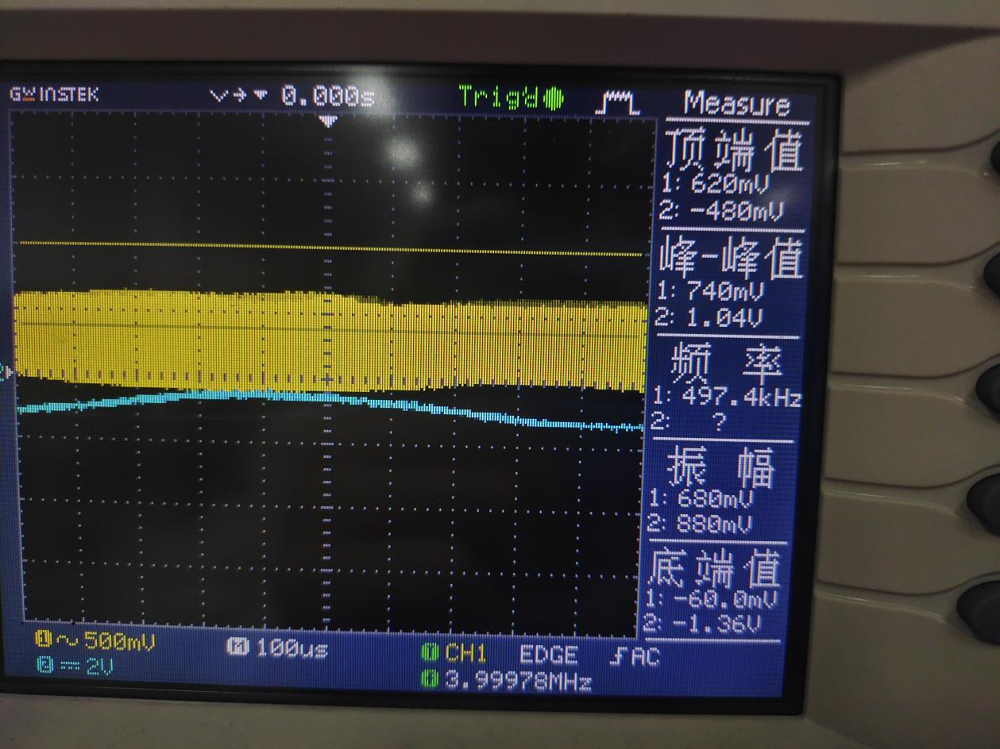 GW INSTEK
0.000s
Trig'd
Measure
顶端值
1: 620mV
2: -480mV
峰-峰值
1: 740mV
2: 1.04V
频率
1: 497.4kHz
2: ?
振幅
1: 680mV
2: 880mV
底端值
1: -60.0mV
2: -1.36V
2
1 500mV
M 100us
T CH1 EDGE AC
2 2V
3.99978MHz